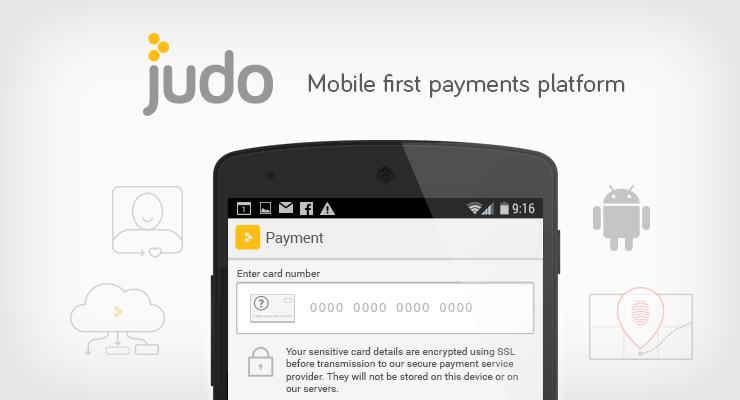 judo
Mobile first payments platform
1
9:16
Payment
Enter card number
?
0000 0000 0000 0000
Your sensitive card details are encrypted using SSL
before transmission to our secure payment service
provider. They will not be stored on this device or on
our servers.